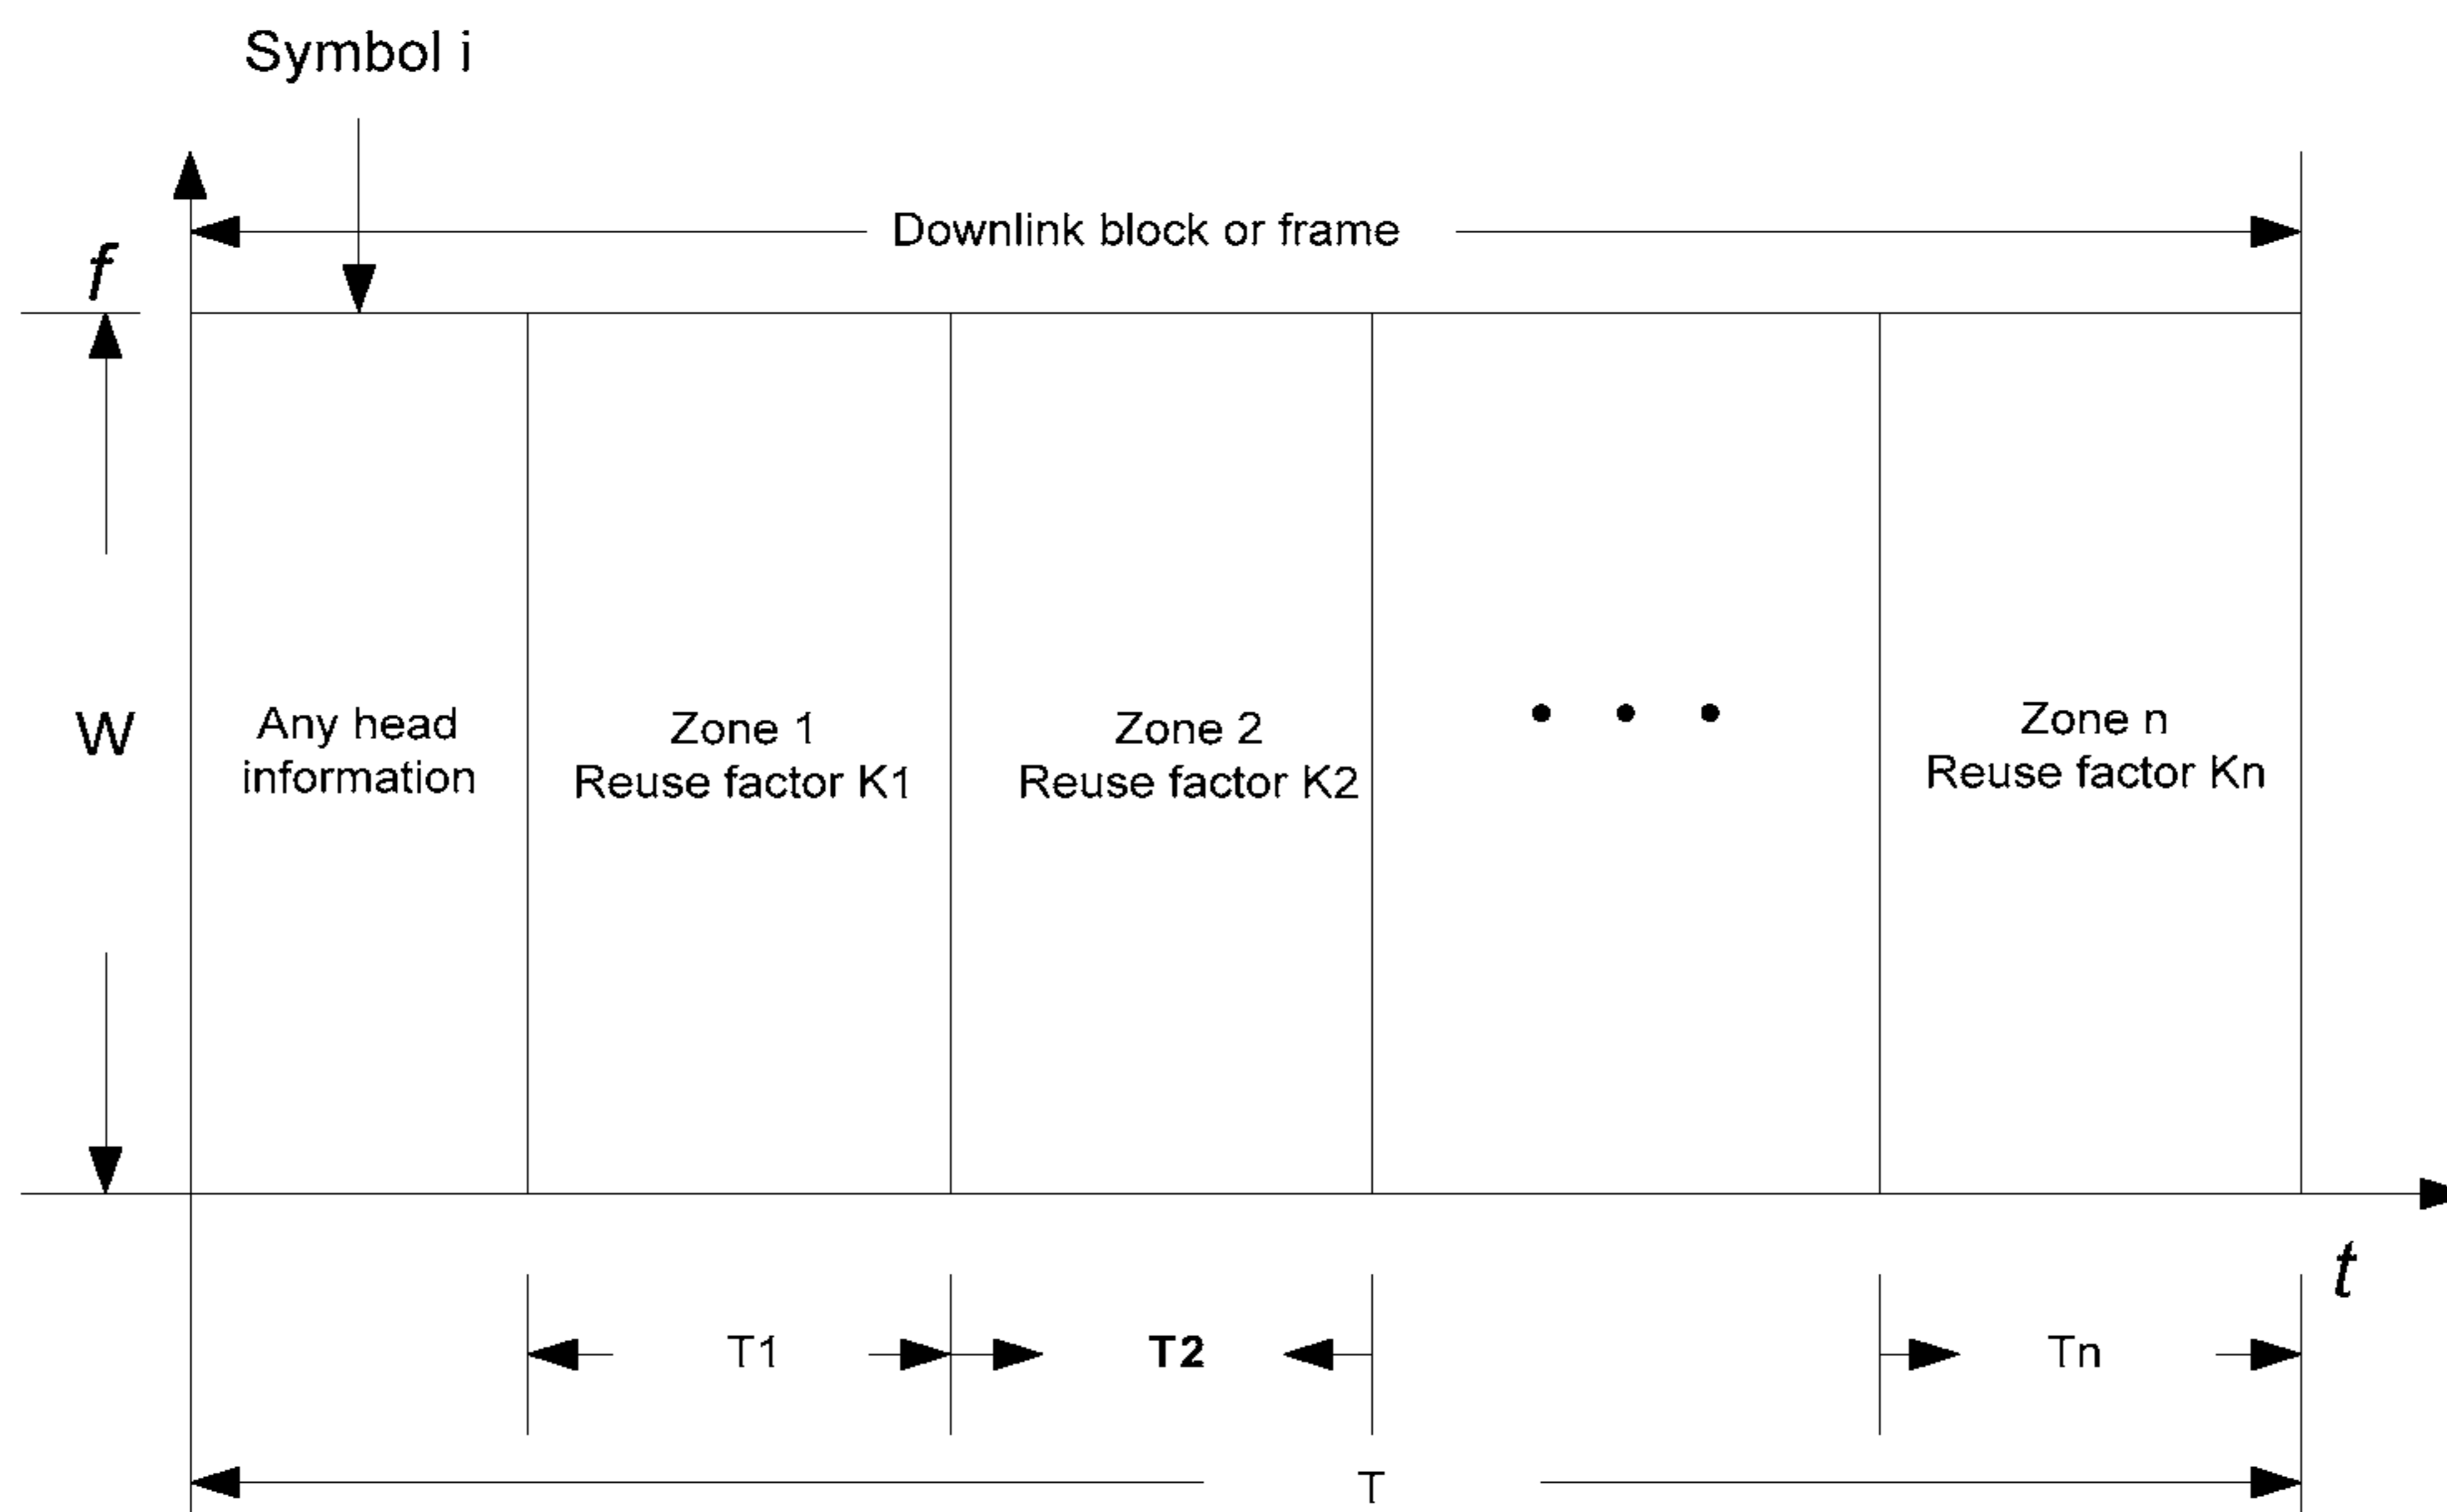 Symbol i
Downlink block or frame
f
W
Any head
information
Zone 1
Reuse factor K1
Zone 2
Reuse factor K2
Zone n
Reuse factor Kn
t
T1
T2
Tn
T